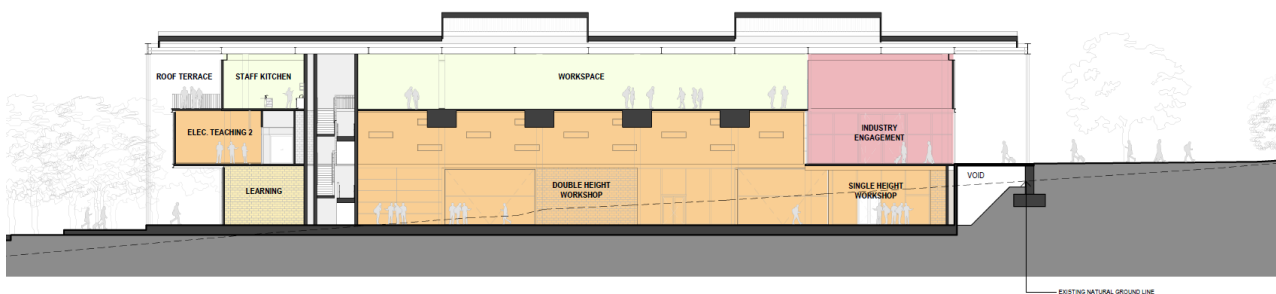 ROOF TERRACE
STAFF KITCHEN
WORKSPACE
ELEC. TEACHING 2
INDUSTRY
ENGAGEMENT
LEARNING
DOUBLE HEIGHT
WORKSHOP
SINGLE HEIGHT
WORKSHOP
VOID
EXISTING NATURAL GROUND LINE